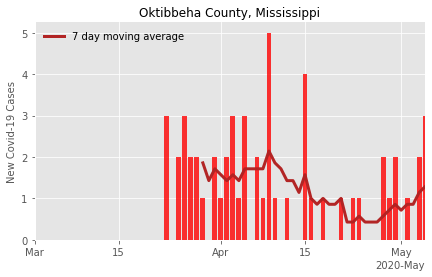 Oktibbeha County, Mississippi
7 day moving average
New Covid-19 Cases
5
4
3
2
1
0
Mar
15
Apr
15
May
2020-May